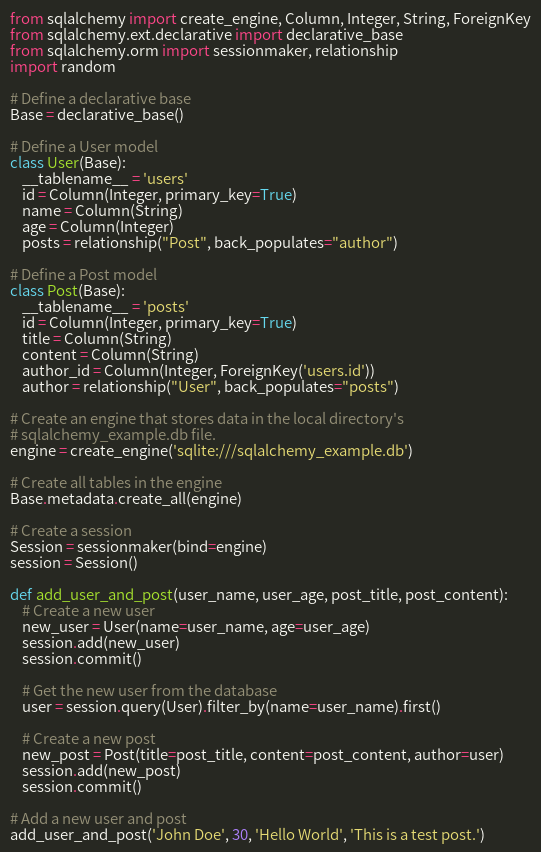 from sqlalchemy import create_engine, Column, Integer, String, ForeignKey
from sqlalchemy.ext.declarative import declarative_base
from sqlalchemy.orm import sessionmaker, relationship
import random

# Define a declarative base
Base = declarative_base()

# Define a User model
class User(Base):
    __tablename__ = 'users'
    id = Column(Integer, primary_key=True)
    name = Column(String)
    age = Column(Integer)
    posts = relationship("Post", back_populates="author")

# Define a Post model
class Post(Base):
    __tablename__ = 'posts'
    id = Column(Integer, primary_key=True)
    title = Column(String)
    content = Column(String)
    author_id = Column(Integer, ForeignKey('users.id'))
    author = relationship("User", back_populates="posts")

# Create an engine that stores data in the local directory's
# sqlalchemy_example.db file.
engine = create_engine('sqlite:///sqlalchemy_example.db')

# Create all tables in the engine
Base.metadata.create_all(engine)

# Create a session
Session = sessionmaker(bind=engine)
session = Session()

def add_user_and_post(user_name, user_age, post_title, post_content):
    # Create a new user
    new_user = User(name=user_name, age=user_age)
    session.add(new_user)
    session.commit()

    # Get the new user from the database
    user = session.query(User).filter_by(name=user_name).first()

    # Create a new post
    new_post = Post(title=post_title, content=post_content, author=user)
    session.add(new_post)
    session.commit()

# Add a new user and post
add_user_and_post('John Doe', 30, 'Hello World', 'This is a test post.')